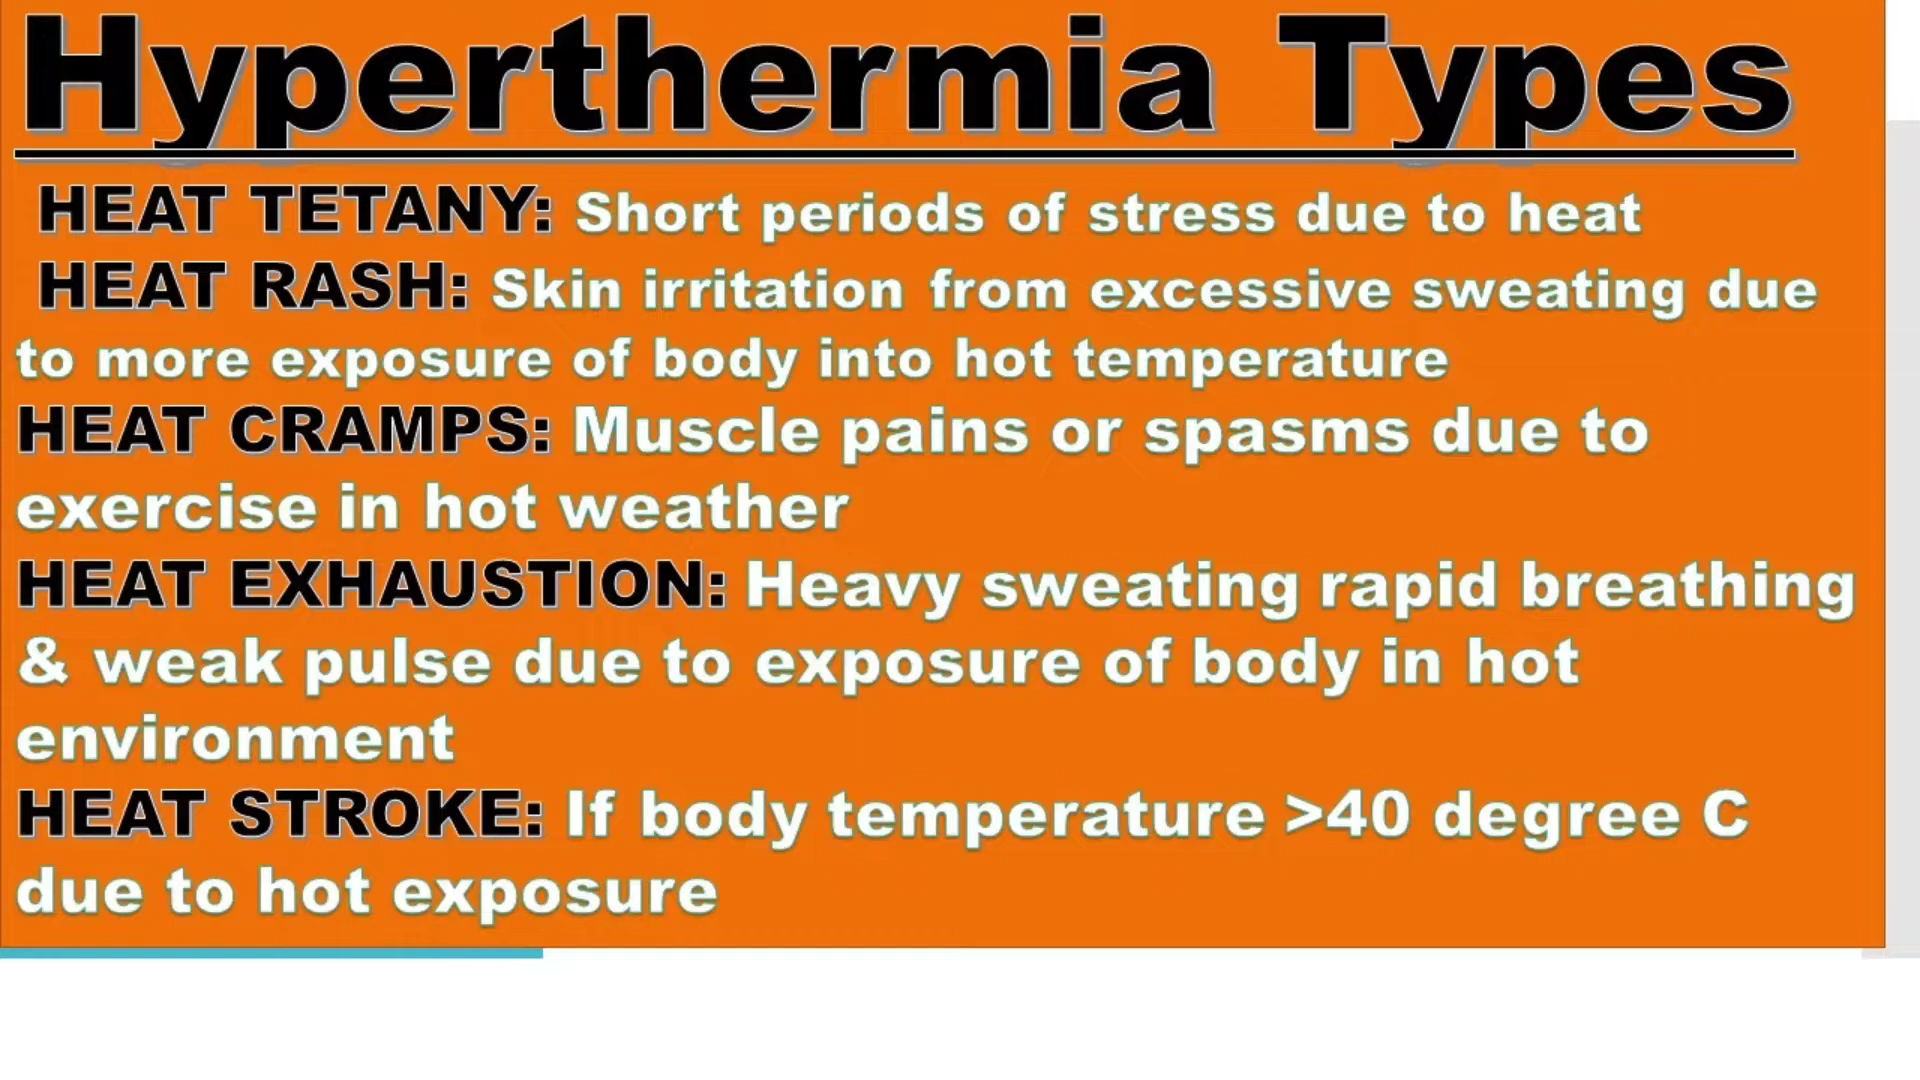 Hyperthermia Types
HEAT TETANY: Short periods of stress due to heat
HEAT RASH: Skin irritation from excessive sweating due
to more exposure of body into hot temperature
HEAT CRAMPS: Muscle pains or spasms due to
exercise in hot weather
HEAT EXHAUSTION: Heavy sweating rapid breathing
& weak pulse due to exposure of body in hot
environment
HEAT STROKE: If body temperature >40 degree C
due to hot exposure